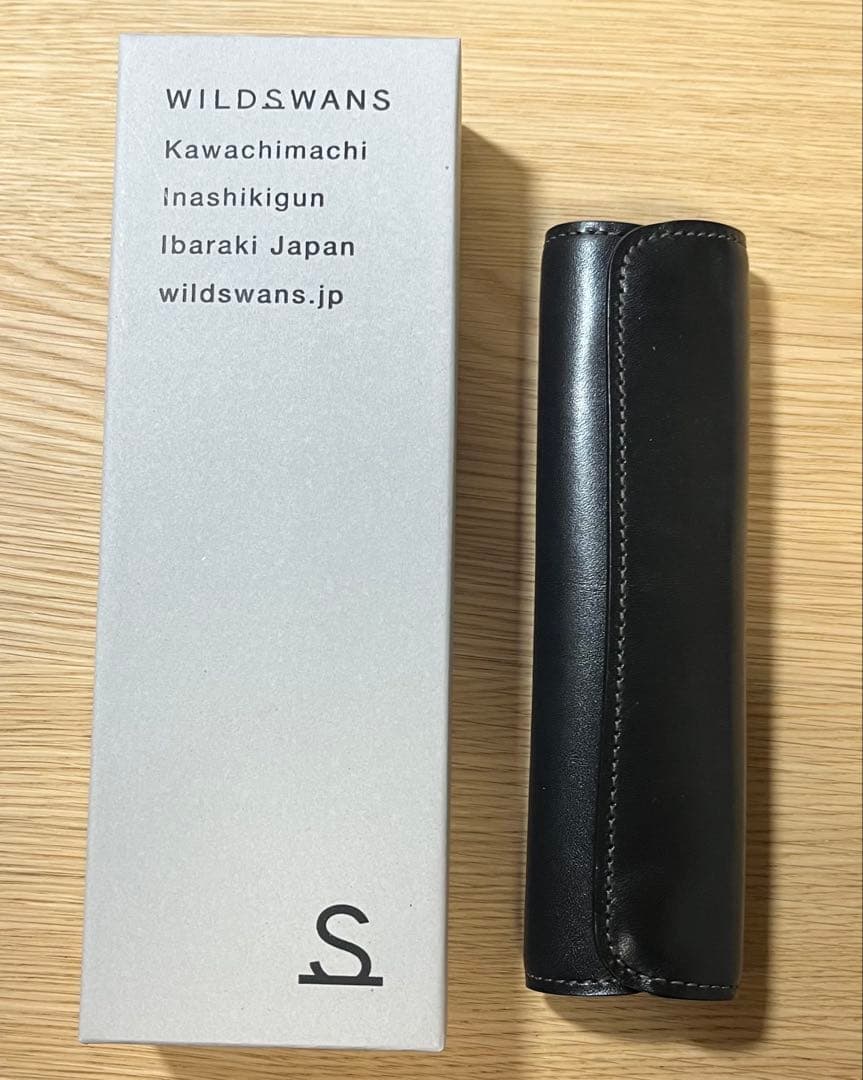 WILDSWANS
Kawachimachi
Inashikigun
Ibaraki Japan
wildswans.jp
S